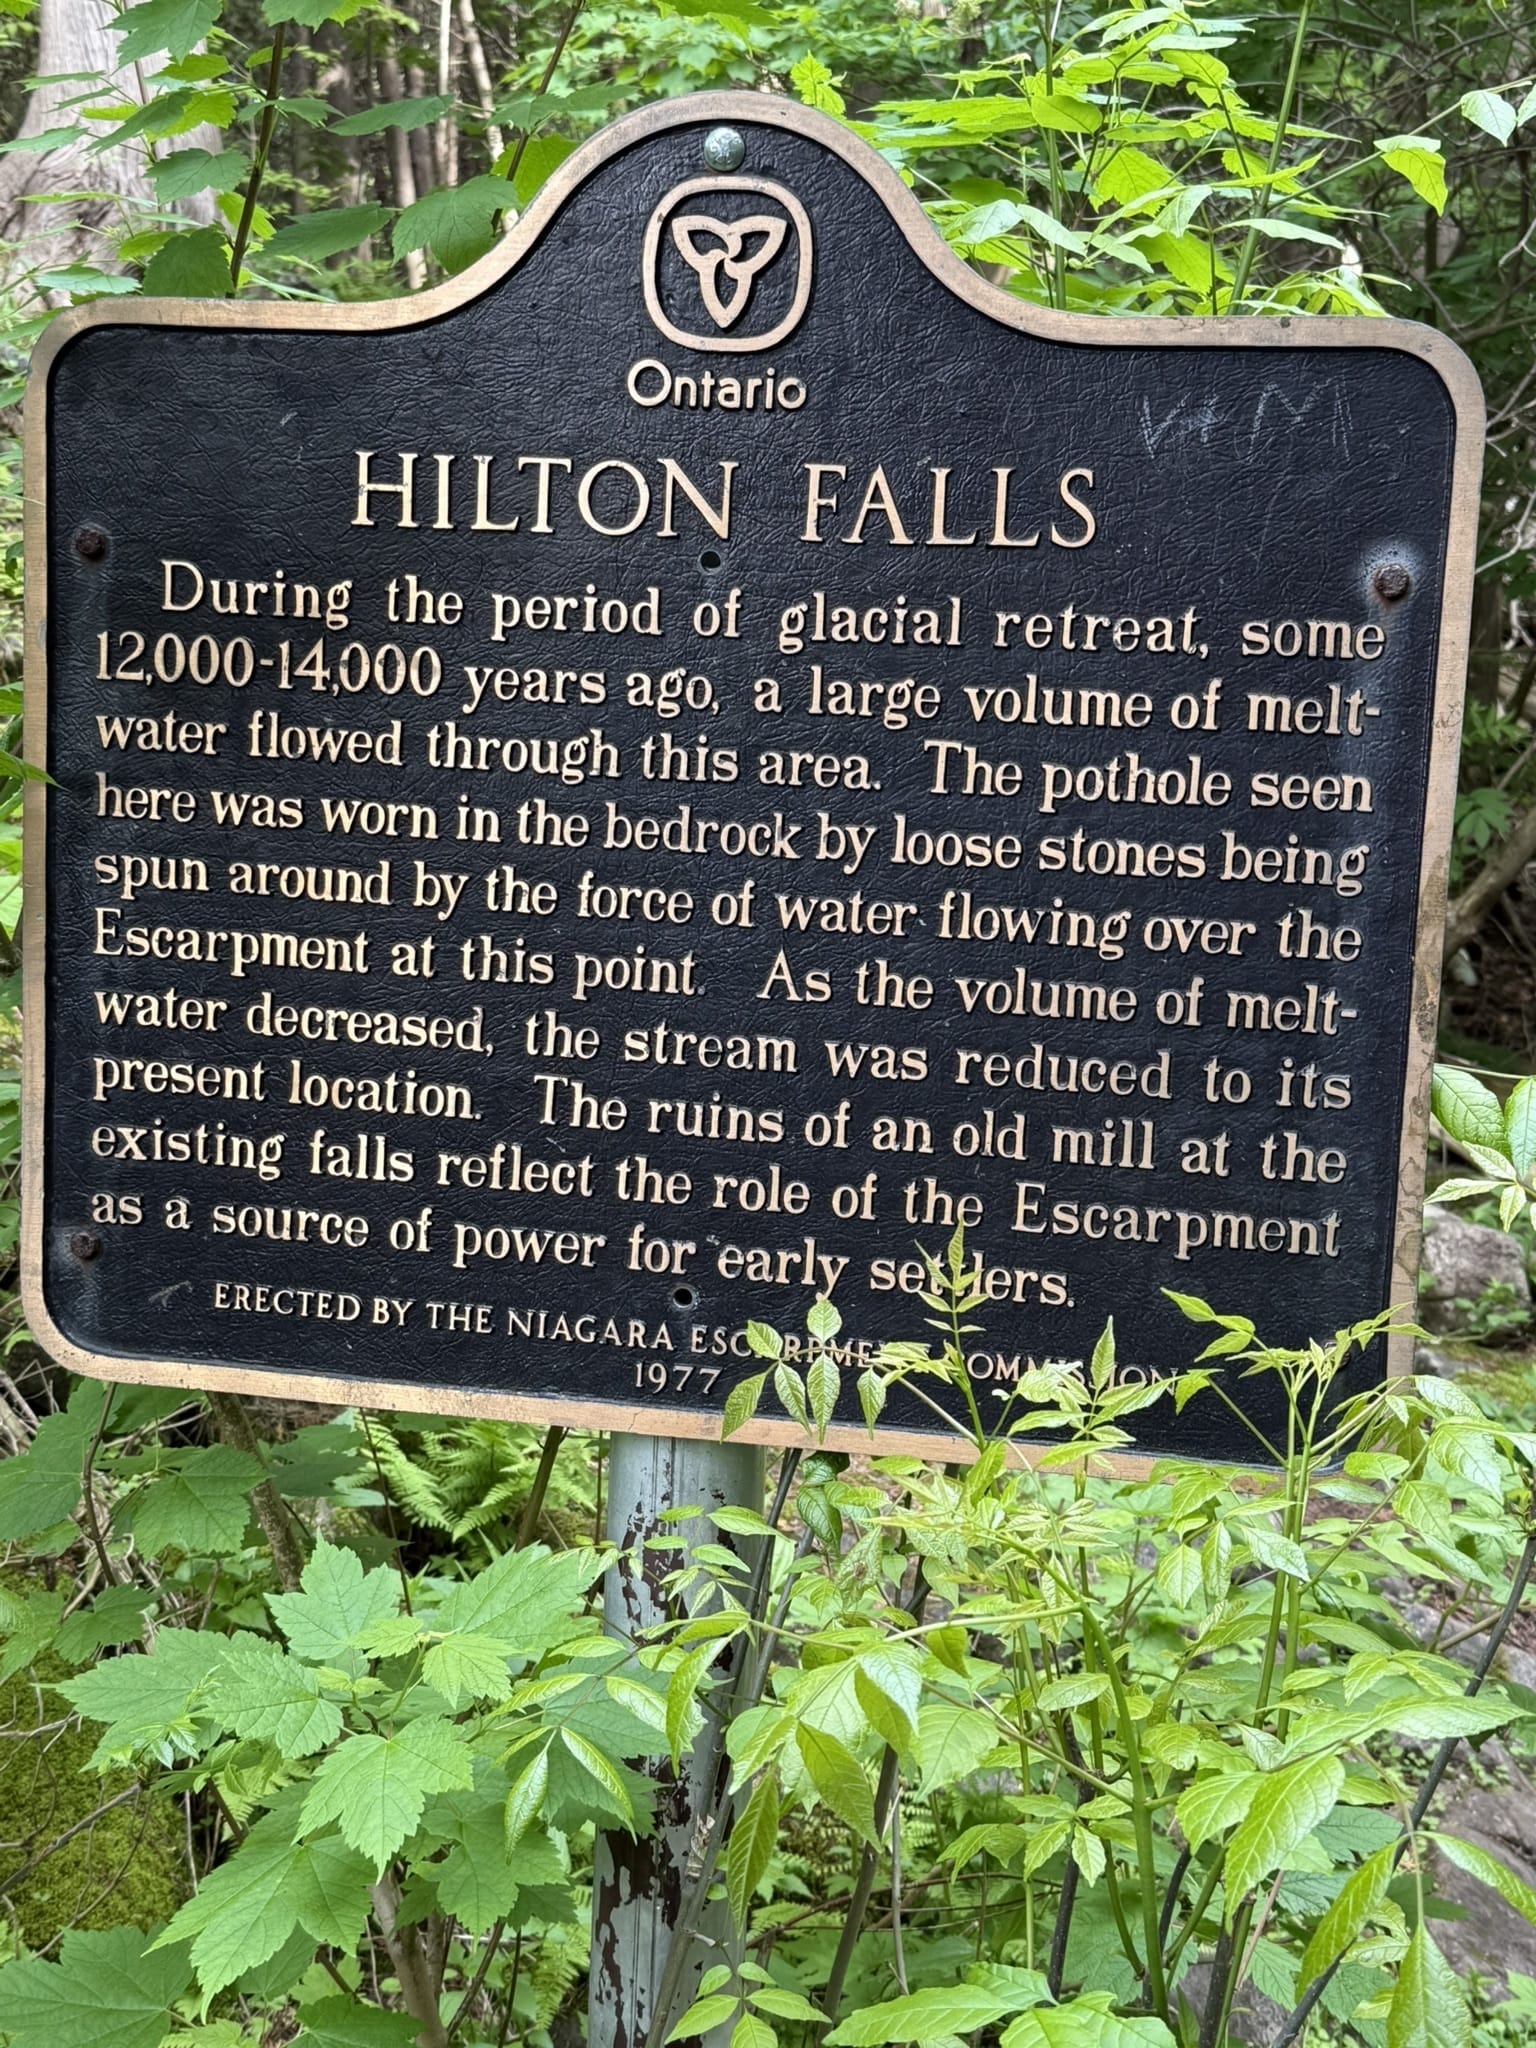 Ontario
V+M
HILTON FALLS
During the period of glacial retreat, some
12,000-14,000 years ago, a large volume of melt-
water flowed through this area. The pothole seen
here was worn in the bedrock by loose stones being
spun around by the force of water flowing over the
Escarpment at this point. As the volume of melt-
water decreased, the stream was reduced to its
present location. The ruins of an old mill at the
existing falls reflect the role of the Escarpment
as a source of power for early settlers.
ERECTED BY THE NIAGARA ESCARPMENT COMMISSION
1977